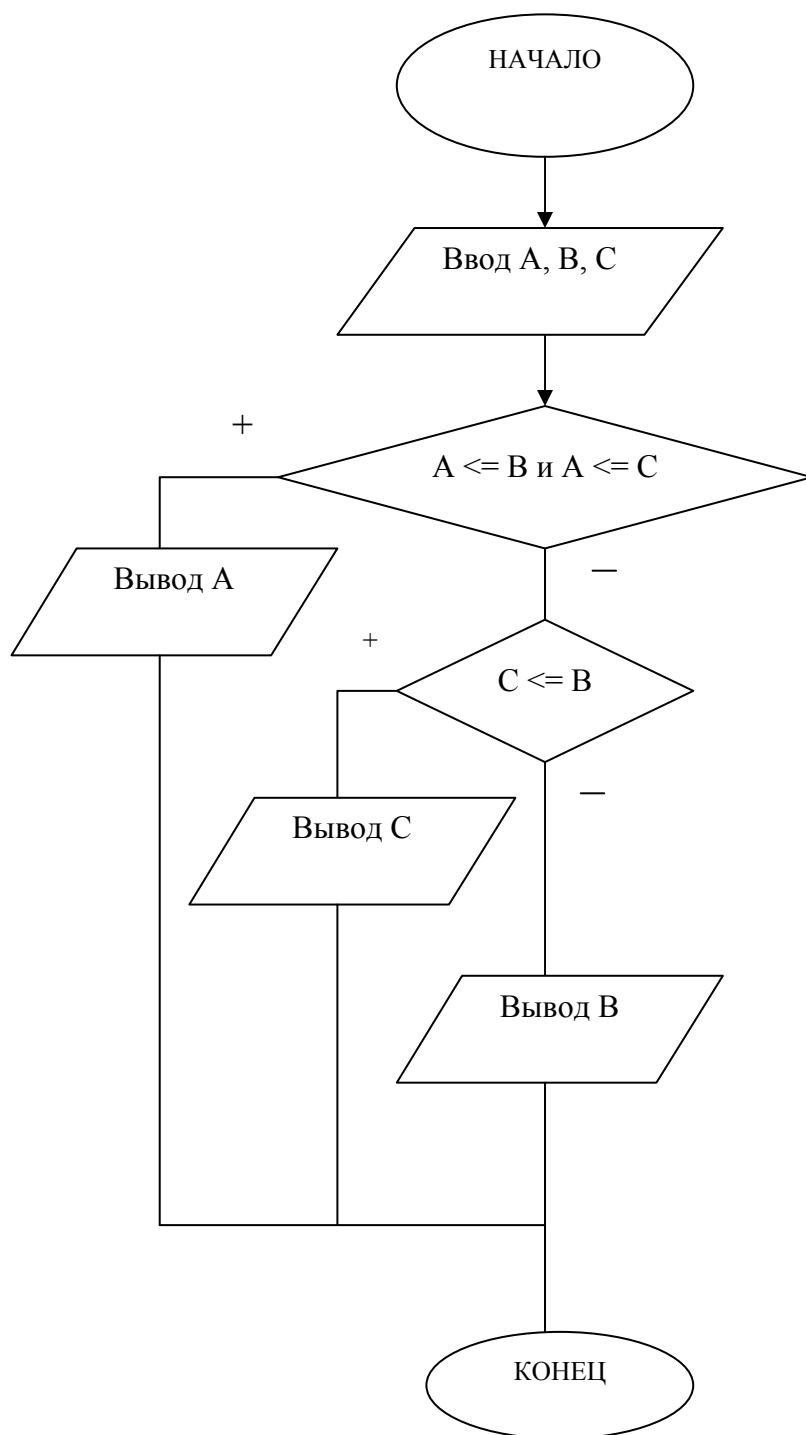 НАЧАЛО
Ввод A, B, C
+
A <= B и A <= C
Вывод A
–
+
C <= B
–
Вывод C
Вывод B
КОНЕЦ